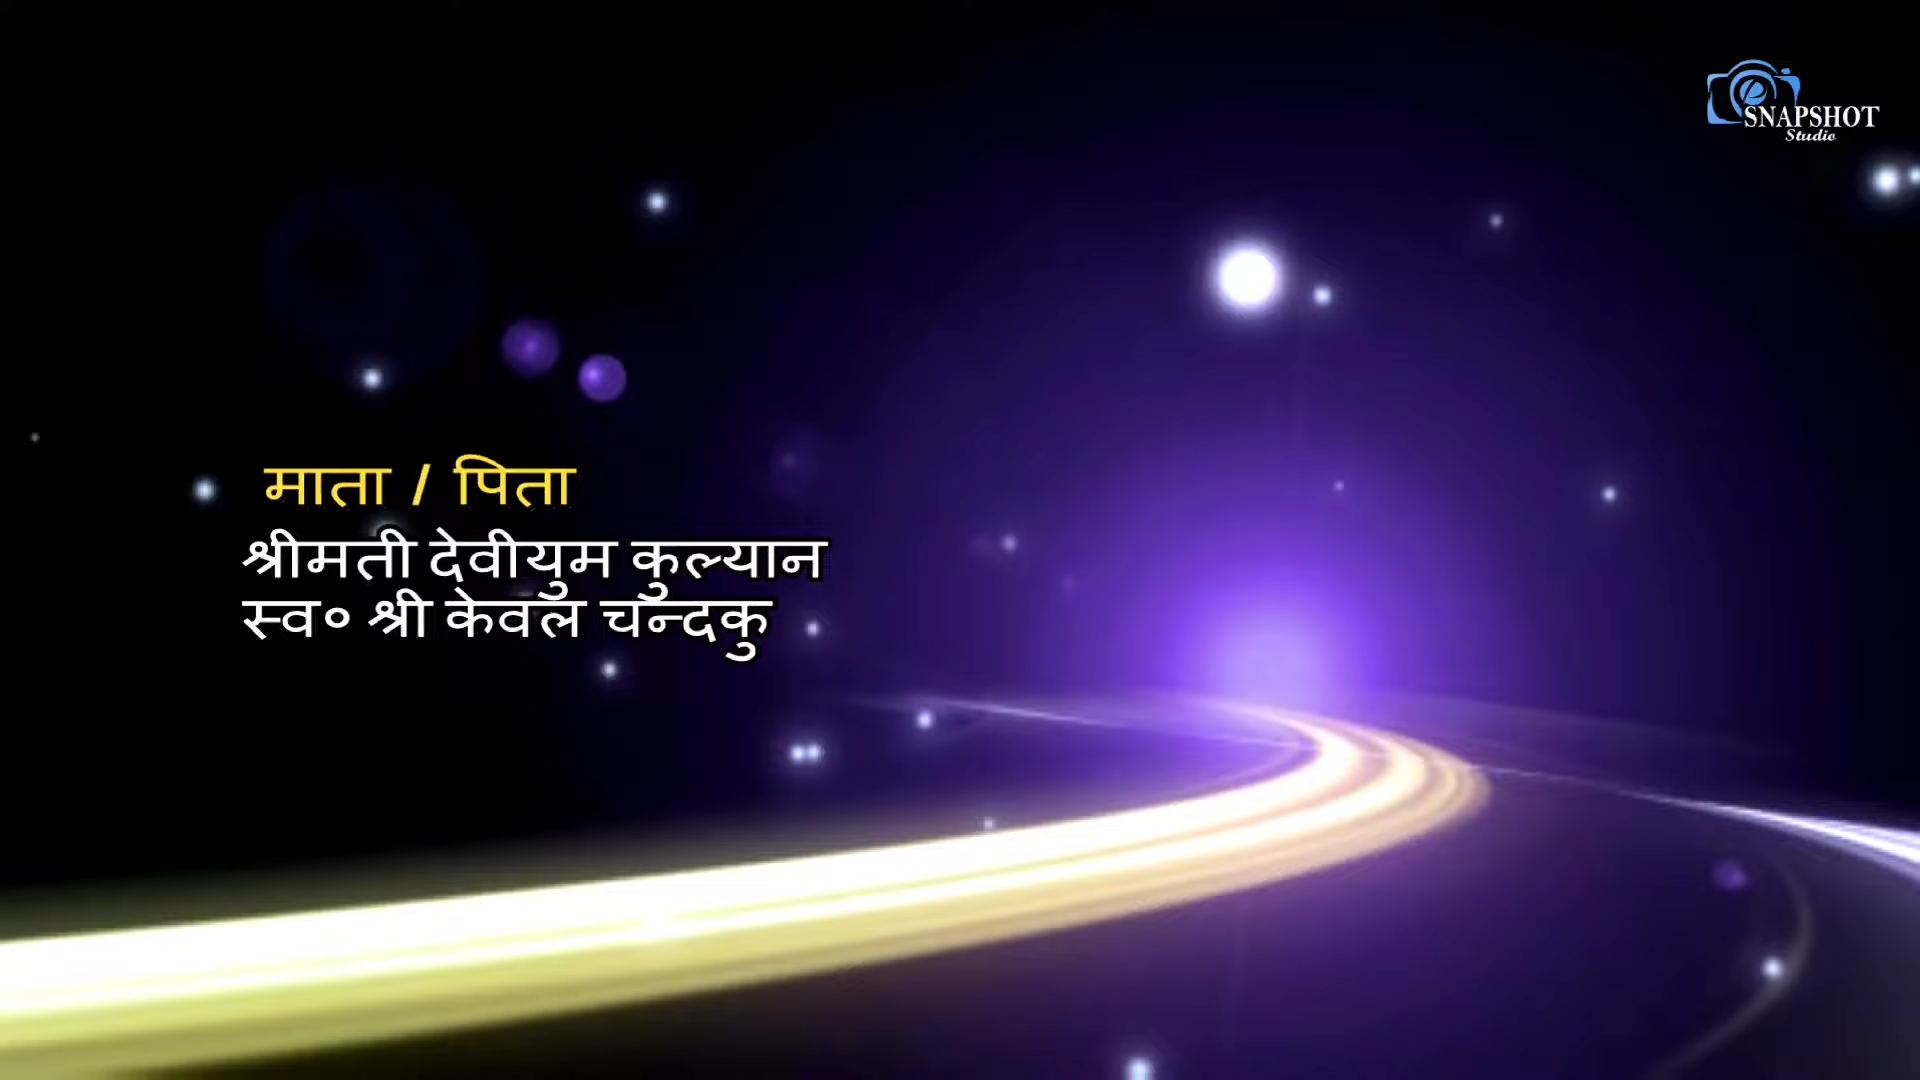 SNAPSHOT
Studio
माता / पिता
श्रीमती देवीयुम कुल्यान
स्व० श्री केवल चन्दकु